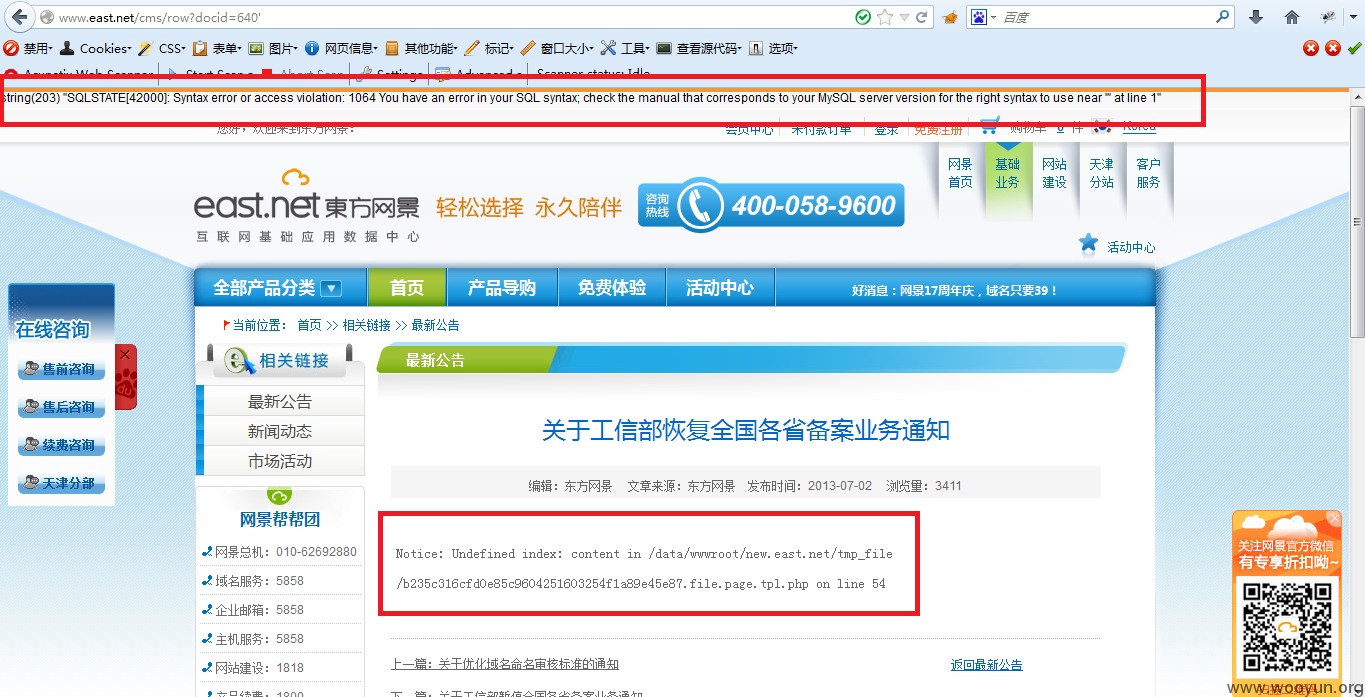 www.east.net/cms/row?docid=640'
百度
禁用 Cookies CSS 表单 图片 网页信息 其他功能 标记 窗口大小 工具 查看源代码 选项
Acunetix Web Scanner Start Scan Abort Scan Settings Advanced Scanner status: Idle
string(203) "SQLSTATE[42000]: Syntax error or access violation: 1064 You have an error in your SQL syntax; check the manual that corresponds to your MySQL server version for the right syntax to use near ''' at line 1"
您好，欢迎来到东方网景！
会员中心 未付款订单 登录 免费注册 购物车 0 件 Korea
网景首页
基础业务
网站建设
天津分站
客户服务
east.net 東方网景
互联网基础应用数据中心
轻松选择 永久陪伴
咨询热线 400-058-9600
活动中心
全部产品分类 首页 产品导购 免费体验 活动中心 好消息：网景17周年庆，域名只要39！
当前位置： 首页 >> 相关链接 >> 最新公告
在线咨询
售前咨询
售后咨询
续费咨询
天津分部
相关链接
最新公告
新闻动态
市场活动
网景帮帮团
网景总机：010-62692880
域名服务：5858
企业邮箱：5858
主机服务：5858
网站建设：1818
产品续费：1800
最新公告
关于工信部恢复全国各省备案业务通知
编辑：东方网景 文章来源：东方网景 发布时间：2013-07-02 浏览量：3411
Notice: Undefined index: content in /data/wwwroot/new.east.net/tmp_file
/b235c316cfd0e85c9604251603254f1a89e45e87.file.page.tpl.php on line 54
上一篇：关于优化域名命名审核标准的通知
返回最新公告
下一篇：关于工信部暂停全国各省备案业务通知
关注网景官方微信
有专享折扣呦~
www.wooyun.org